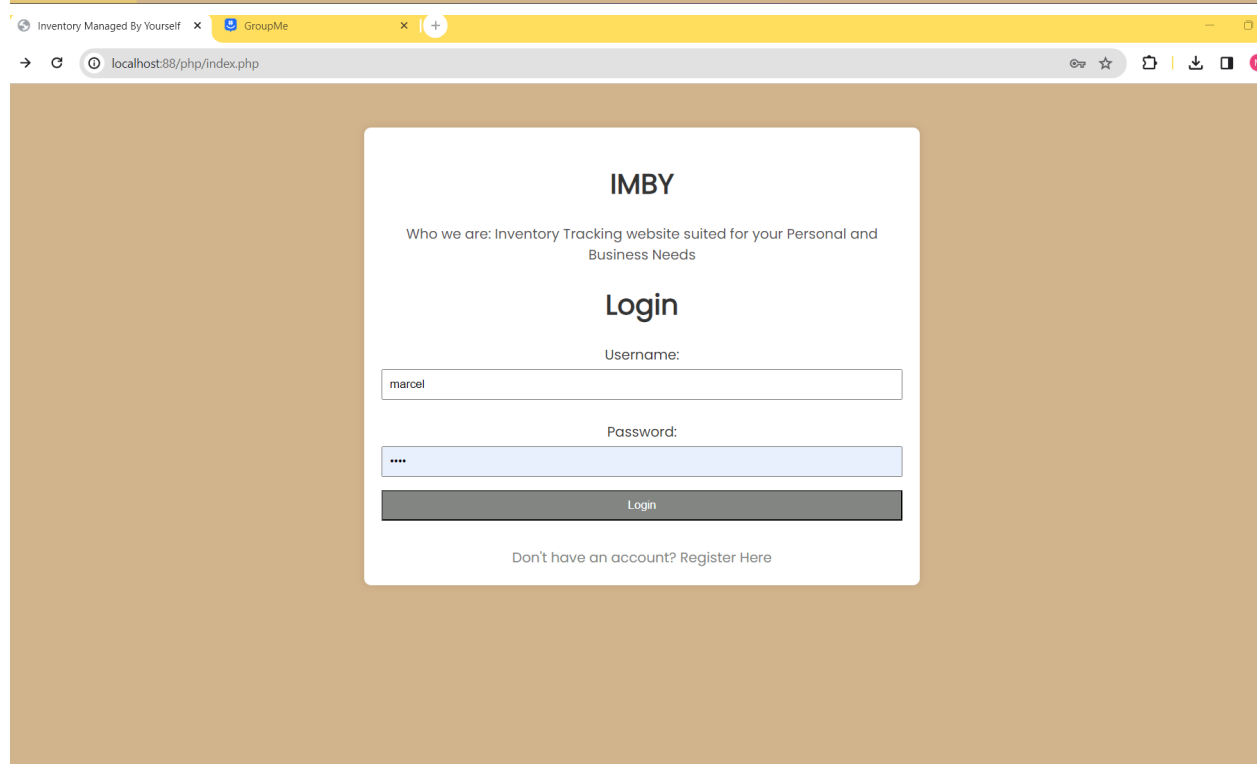 Inventory Managed By Yourself
GroupMe
localhost:88/php/index.php
IMBY
Who we are: Inventory Tracking website suited for your Personal and
Business Needs
Login
Username:
marcel
Password:
••••
Login
Don't have an account? Register Here